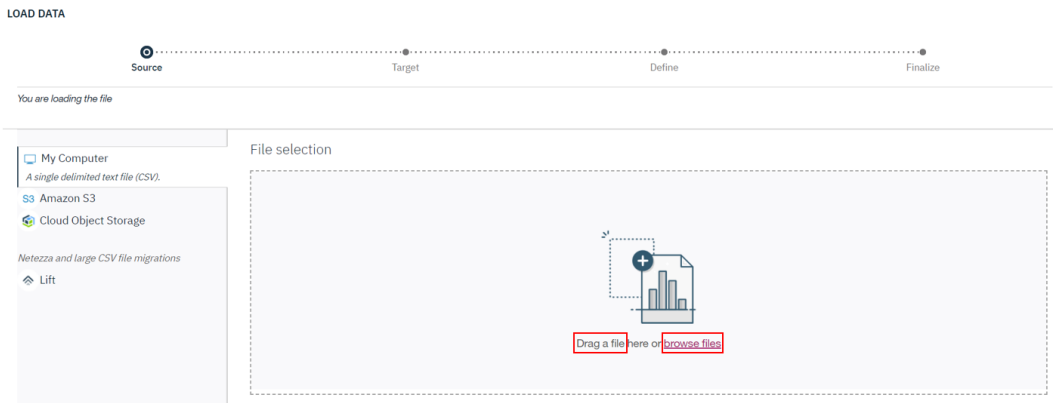 LOAD DATA
Source
Target
Define
Finalize
You are loading the file
My Computer
A single delimited text file (CSV).
S3 Amazon S3
Cloud Object Storage
Netezza and large CSV file migrations
Lift
File selection
Drag a file here or browse files